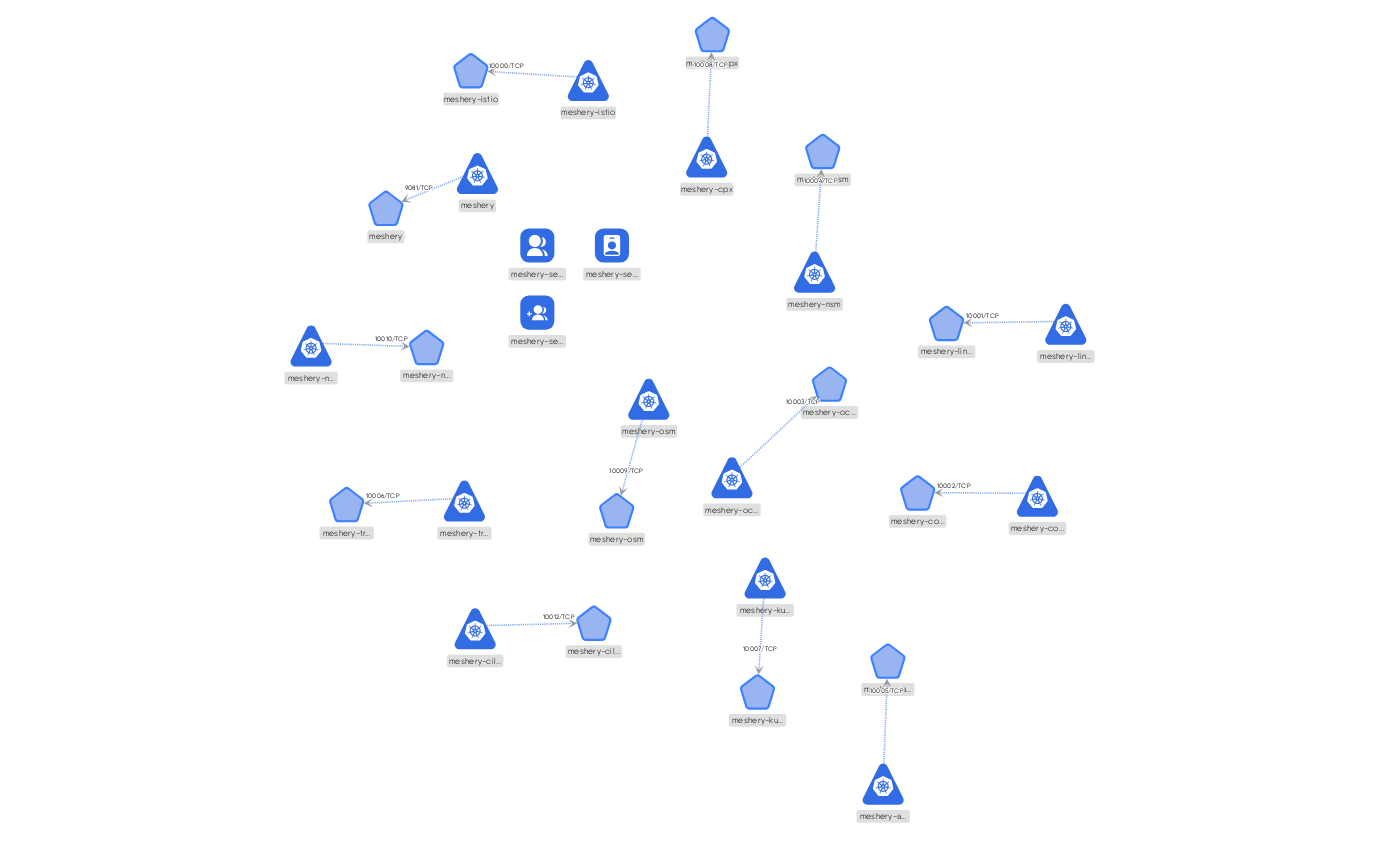 10000/TCP
meshery-istio
meshery-istio
10008/TCP
meshery-cpx
9081/TCP
meshery
meshery
10004/TCP
meshery-nsm
meshery-se...
meshery-se...
meshery-se...
10001/TCP
meshery-lin...
meshery-lin...
10010/TCP
meshery-n...
meshery-n...
10003/TCP
meshery-oc...
meshery-oc...
meshery-osm
10009/TCP
meshery-osm
10006/TCP
meshery-tr...
meshery-tr...
10002/TCP
meshery-co...
meshery-co...
10012/TCP
meshery-cil...
meshery-cil...
meshery-ku...
10007/TCP
meshery-ku...
10005/TCP
meshery-a...